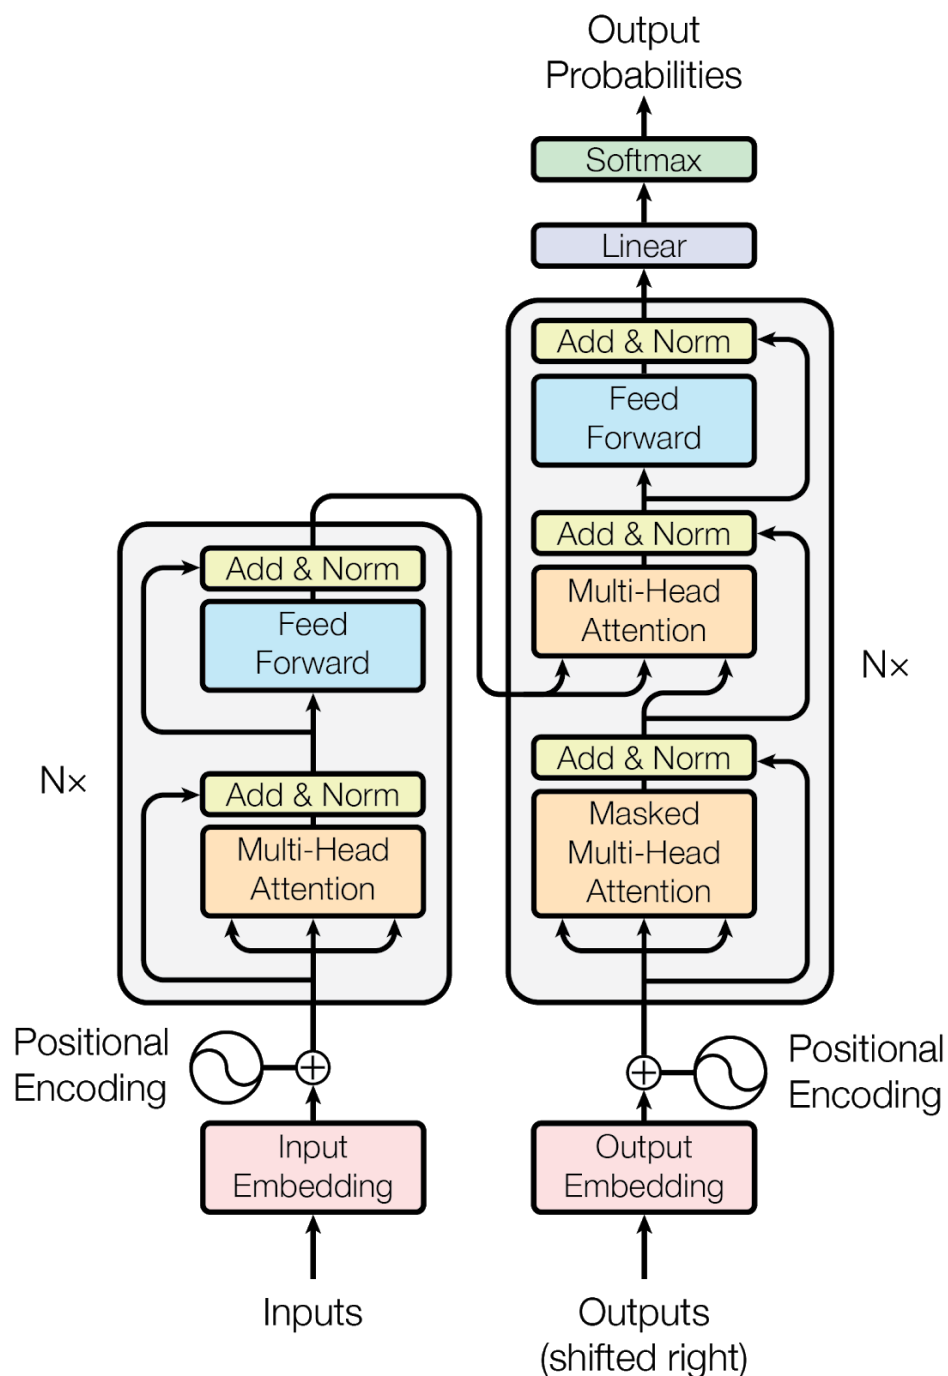 Output
Probabilities
Softmax
Linear
Add & Norm
Feed
Forward
Add & Norm
Multi-Head
Attention
Add & Norm
Masked
Multi-Head
Attention
N×
Add & Norm
Feed
Forward
Add & Norm
Multi-Head
Attention
N×
Positional
Encoding
Positional
Encoding
Input
Embedding
Output
Embedding
Inputs
Outputs
(shifted right)